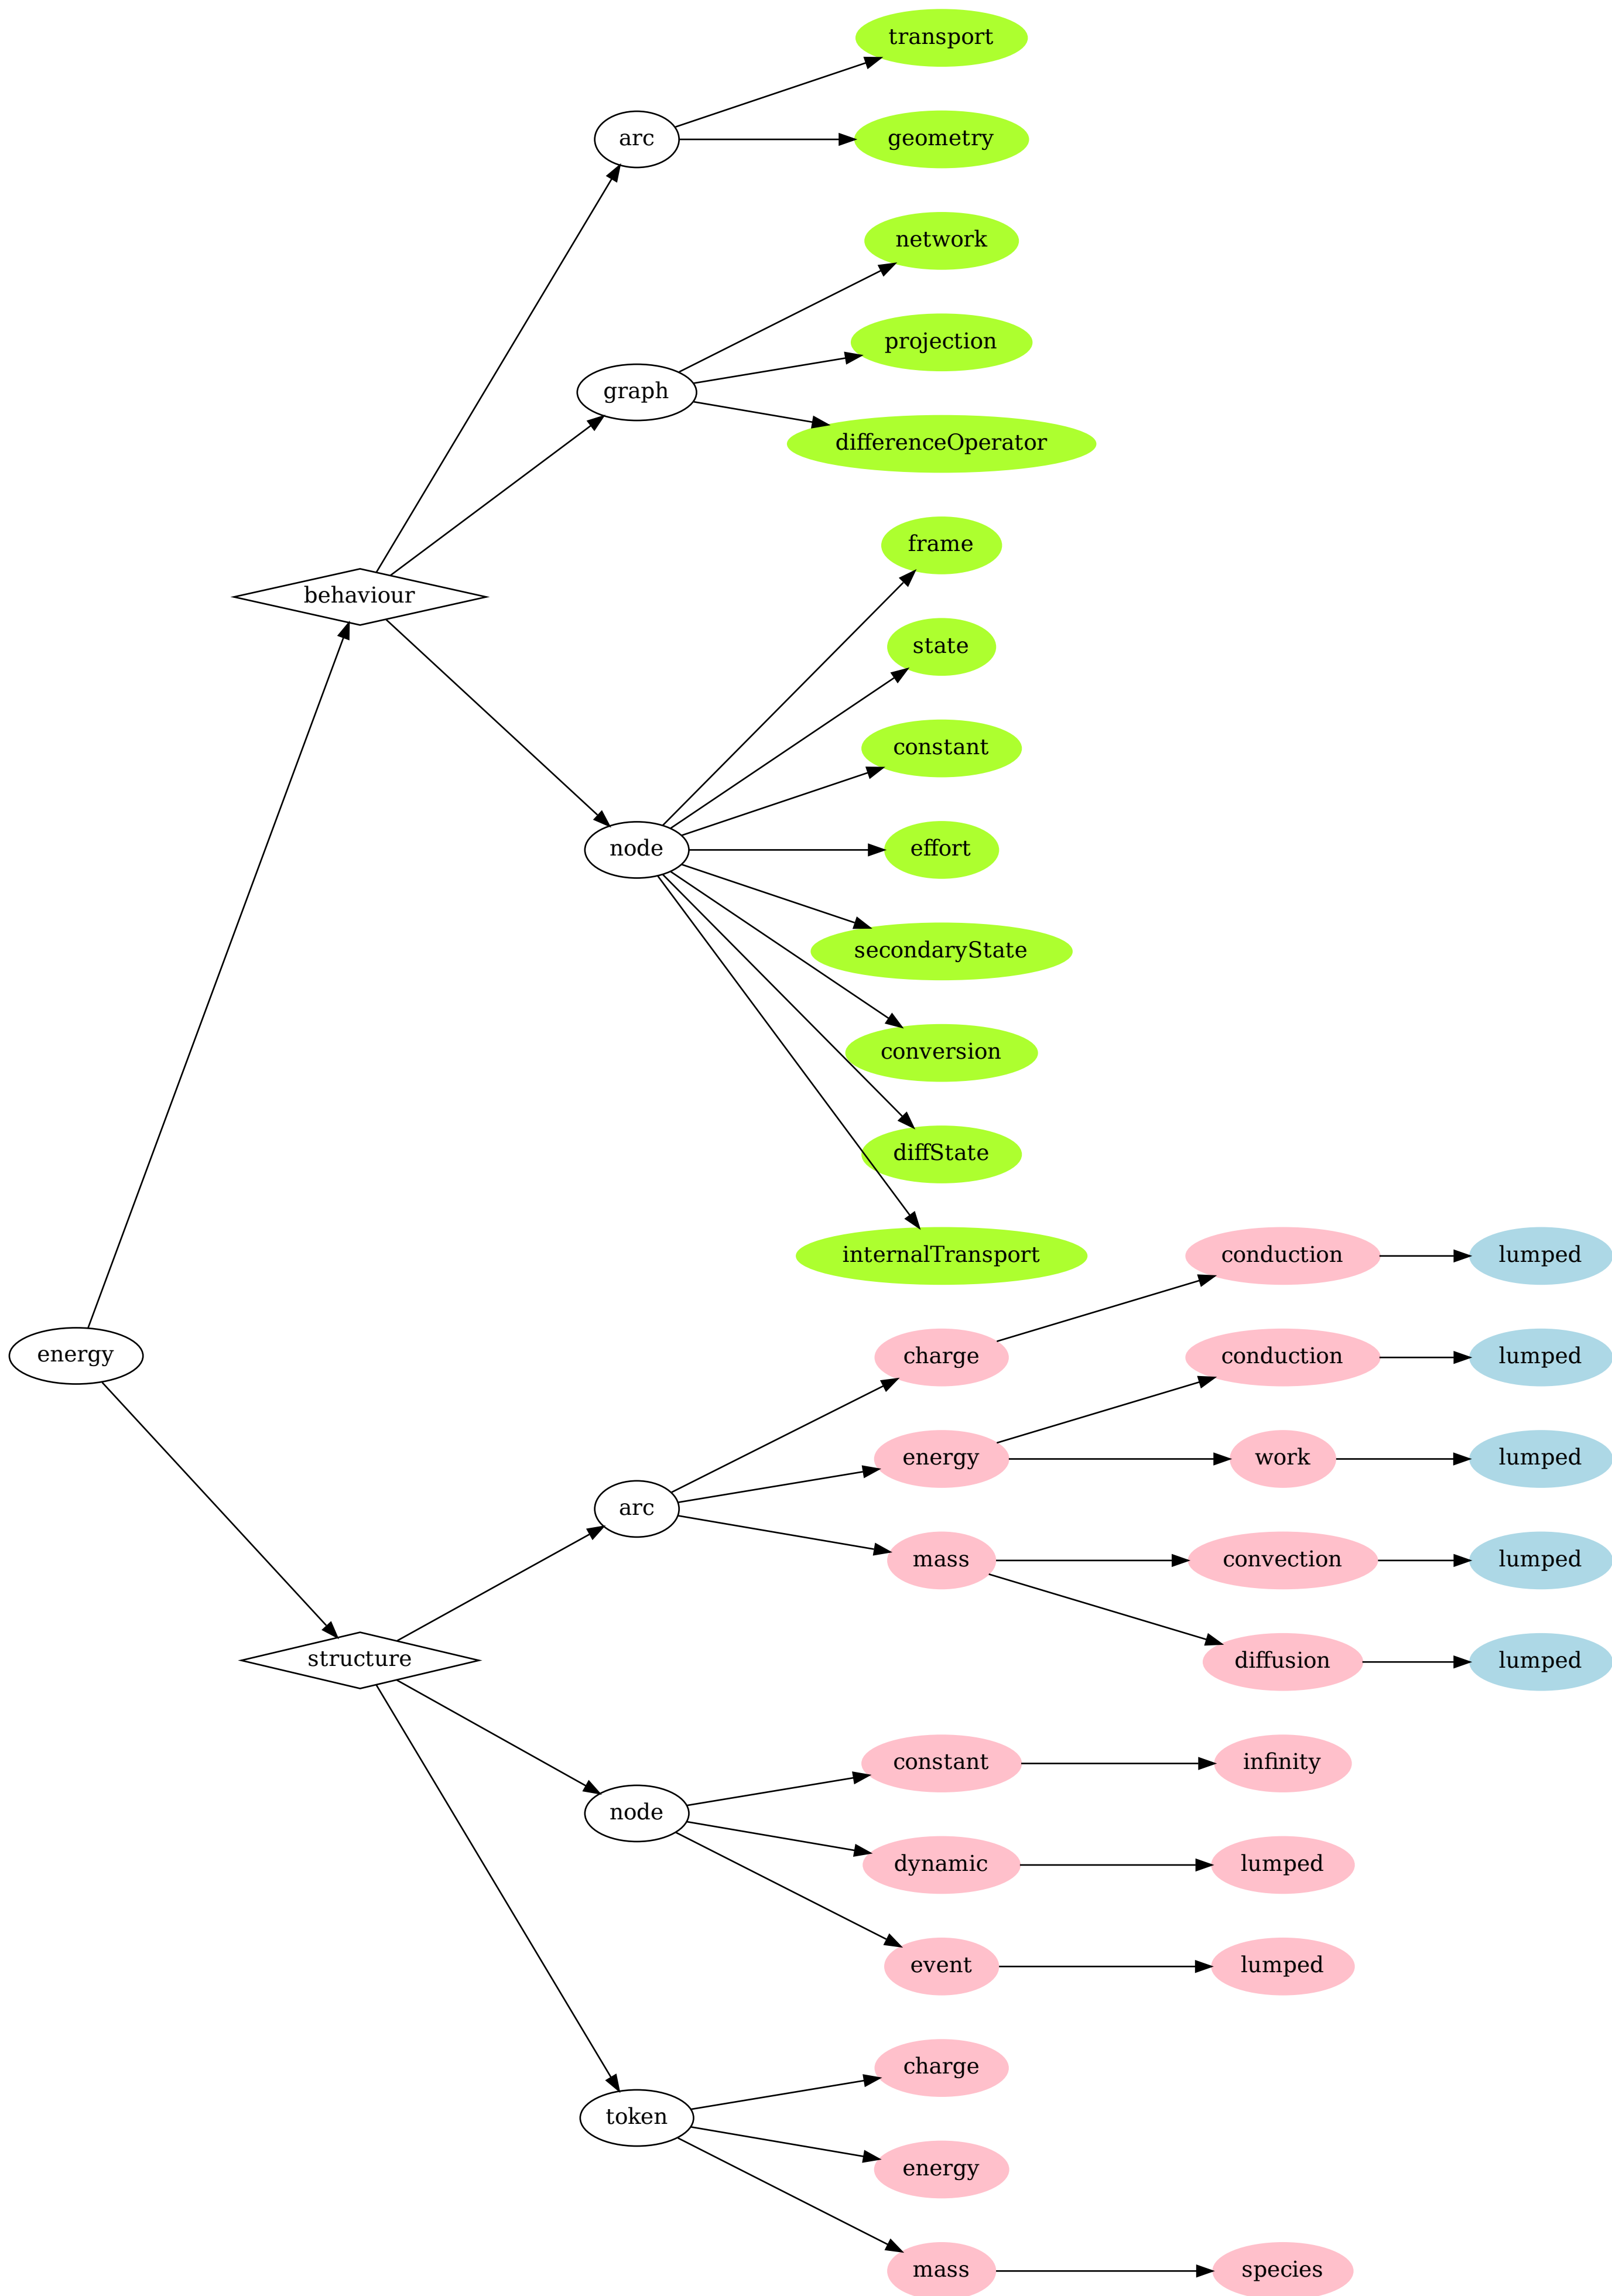 transport
arc
geometry
network
projection
graph
differenceOperator
frame
behaviour
state
constant
node
effort
secondaryState
conversion
diffState
internalTransport
conduction
lumped
energy
charge
conduction
lumped
energy
work
lumped
arc
mass
convection
lumped
structure
diffusion
lumped
constant
infinity
node
dynamic
lumped
event
lumped
charge
token
energy
mass
species